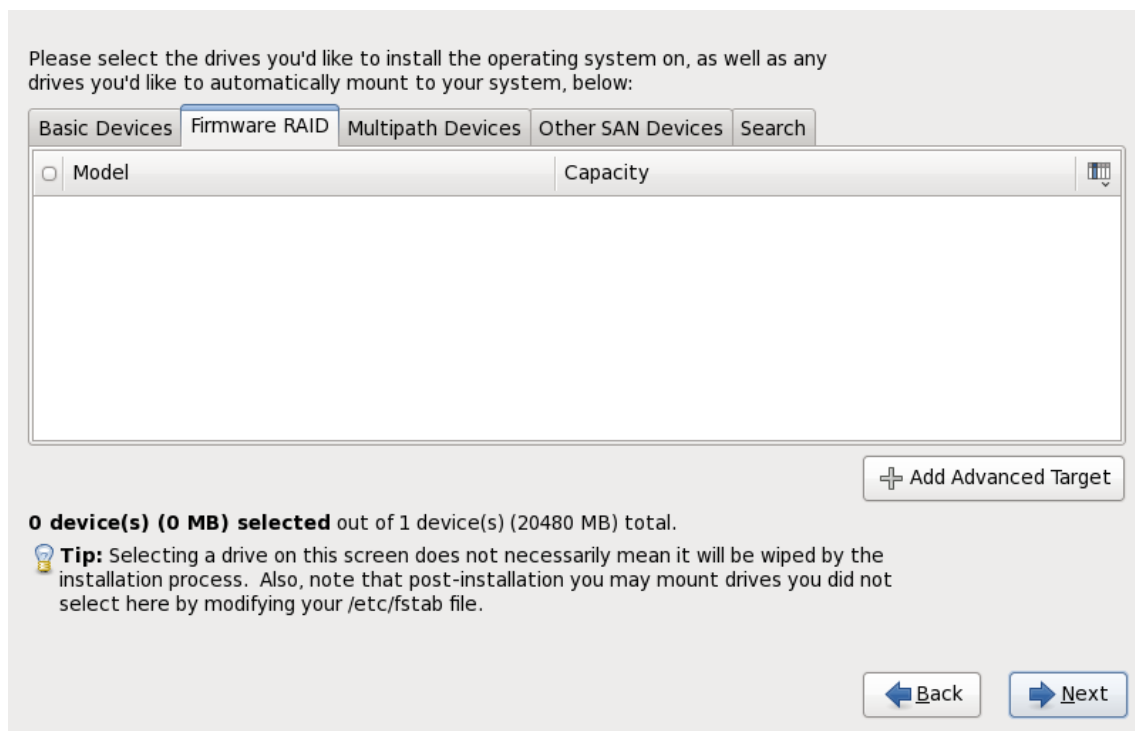 Please select the drives you'd like to install the operating system on, as well as any
drives you'd like to automatically mount to your system, below:
Basic Devices Firmware RAID Multipath Devices Other SAN Devices Search
Model Capacity
Add Advanced Target
0 device(s) (0 MB) selected out of 1 device(s) (20480 MB) total.
Tip: Selecting a drive on this screen does not necessarily mean it will be wiped by the
installation process.  Also, note that post-installation you may mount drives you did not
select here by modifying your /etc/fstab file.
Back Next